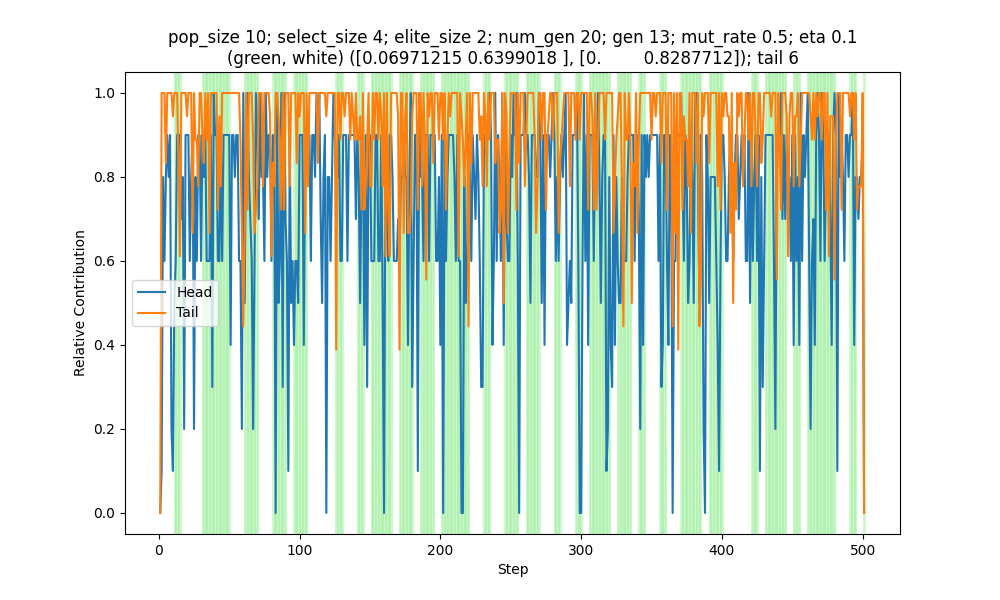 pop_size 10; select_size 4; elite_size 2; num_gen 20; gen 13; mut_rate 0.5; eta 0.1
(green, white) ([0.06971215 0.6399018 ], [0.         0.8287712]); tail 6
1.0
0.8
0.6
0.4
0.2
0.0
Relative Contribution
Head
Tail
0
100
200
300
400
500
Step